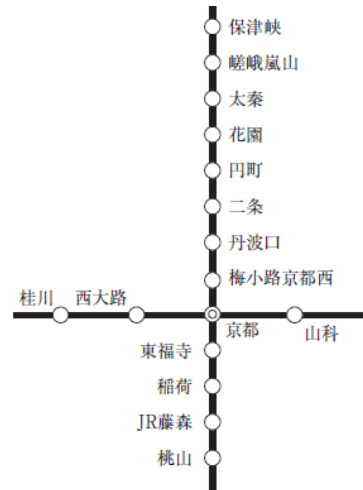 保津峡
嵯峨嵐山
太秦
花園
円町
二条
丹波口
梅小路京都西
桂川
西大路
京都
山科
東福寺
稲荷
JR藤森
桃山